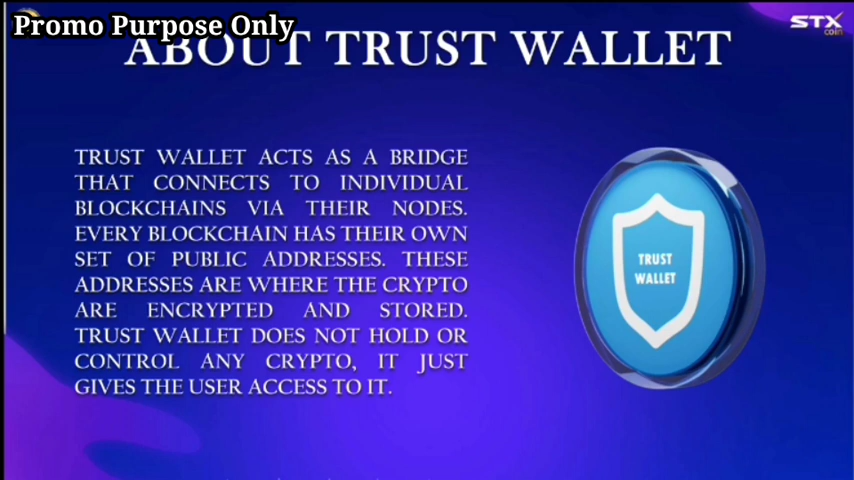 Promo Purpose Only
STX
coin
ABOUT TRUST WALLET
TRUST WALLET ACTS AS A BRIDGE
THAT CONNECTS TO INDIVIDUAL
BLOCKCHAINS VIA THEIR NODES.
EVERY BLOCKCHAIN HAS THEIR OWN
SET OF PUBLIC ADDRESSES. THESE
ADDRESSES ARE WHERE THE CRYPTO
ARE ENCRYPTED AND STORED.
TRUST WALLET DOES NOT HOLD OR
CONTROL ANY CRYPTO, IT JUST
GIVES THE USER ACCESS TO IT.
TRUST
WALLET